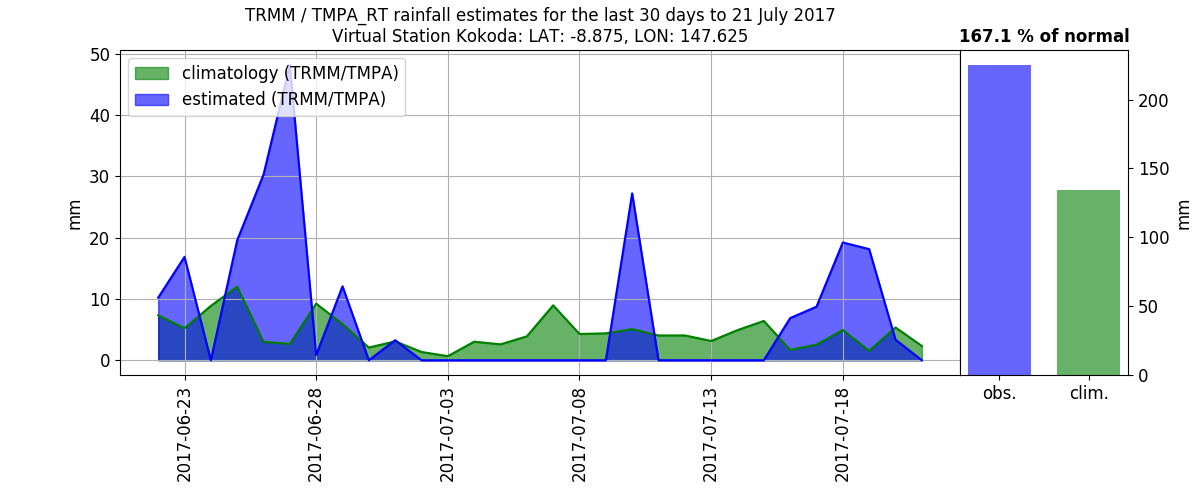 TRMM / TMPA_RT rainfall estimates for the last 30 days to 21 July 2017
Virtual Station Kokoda: LAT: -8.875, LON: 147.625
167.1 % of normal
climatology (TRMM/TMPA)
estimated (TRMM/TMPA)
50
40
30
20
10
0
mm
2017-06-23
2017-06-28
2017-07-03
2017-07-08
2017-07-13
2017-07-18
200
150
100
50
0
mm
obs.
clim.